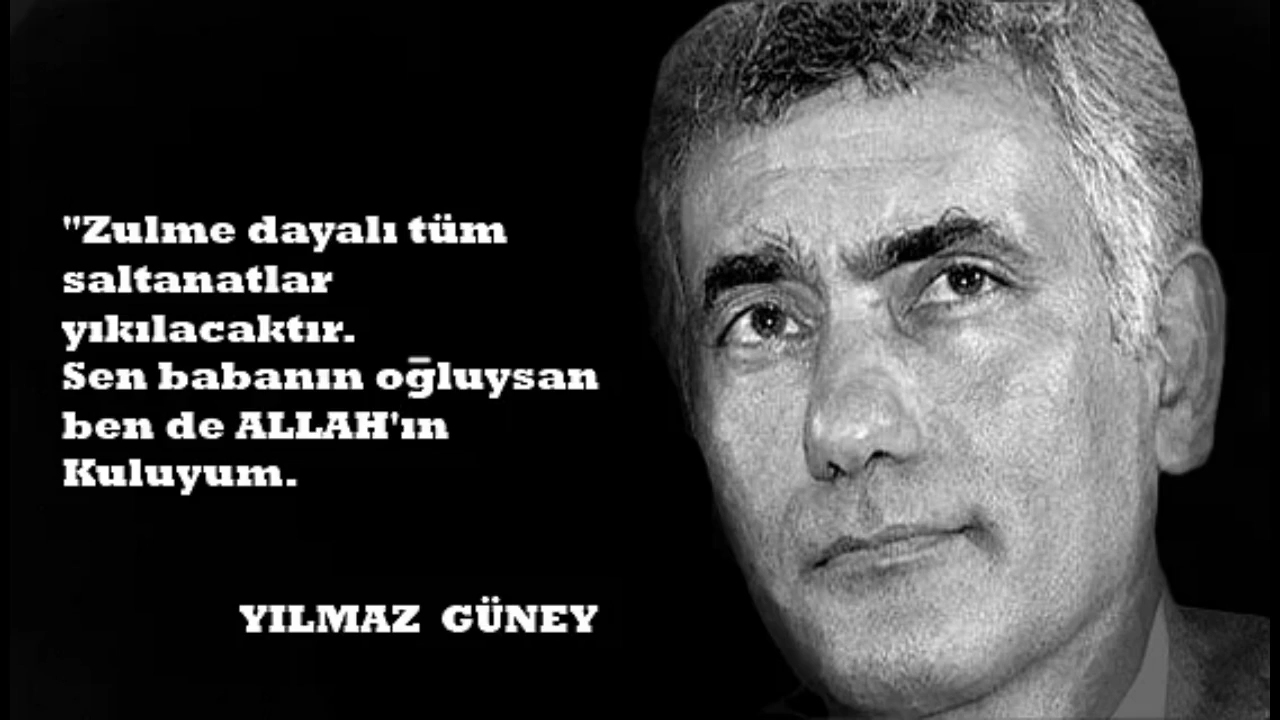 "Zulme dayalı tüm
saltanatlar
yıkılacaktır.
Sen babanın oğluysan
ben de ALLAH'ın
Kuluyum.
YILMAZ GÜNEY